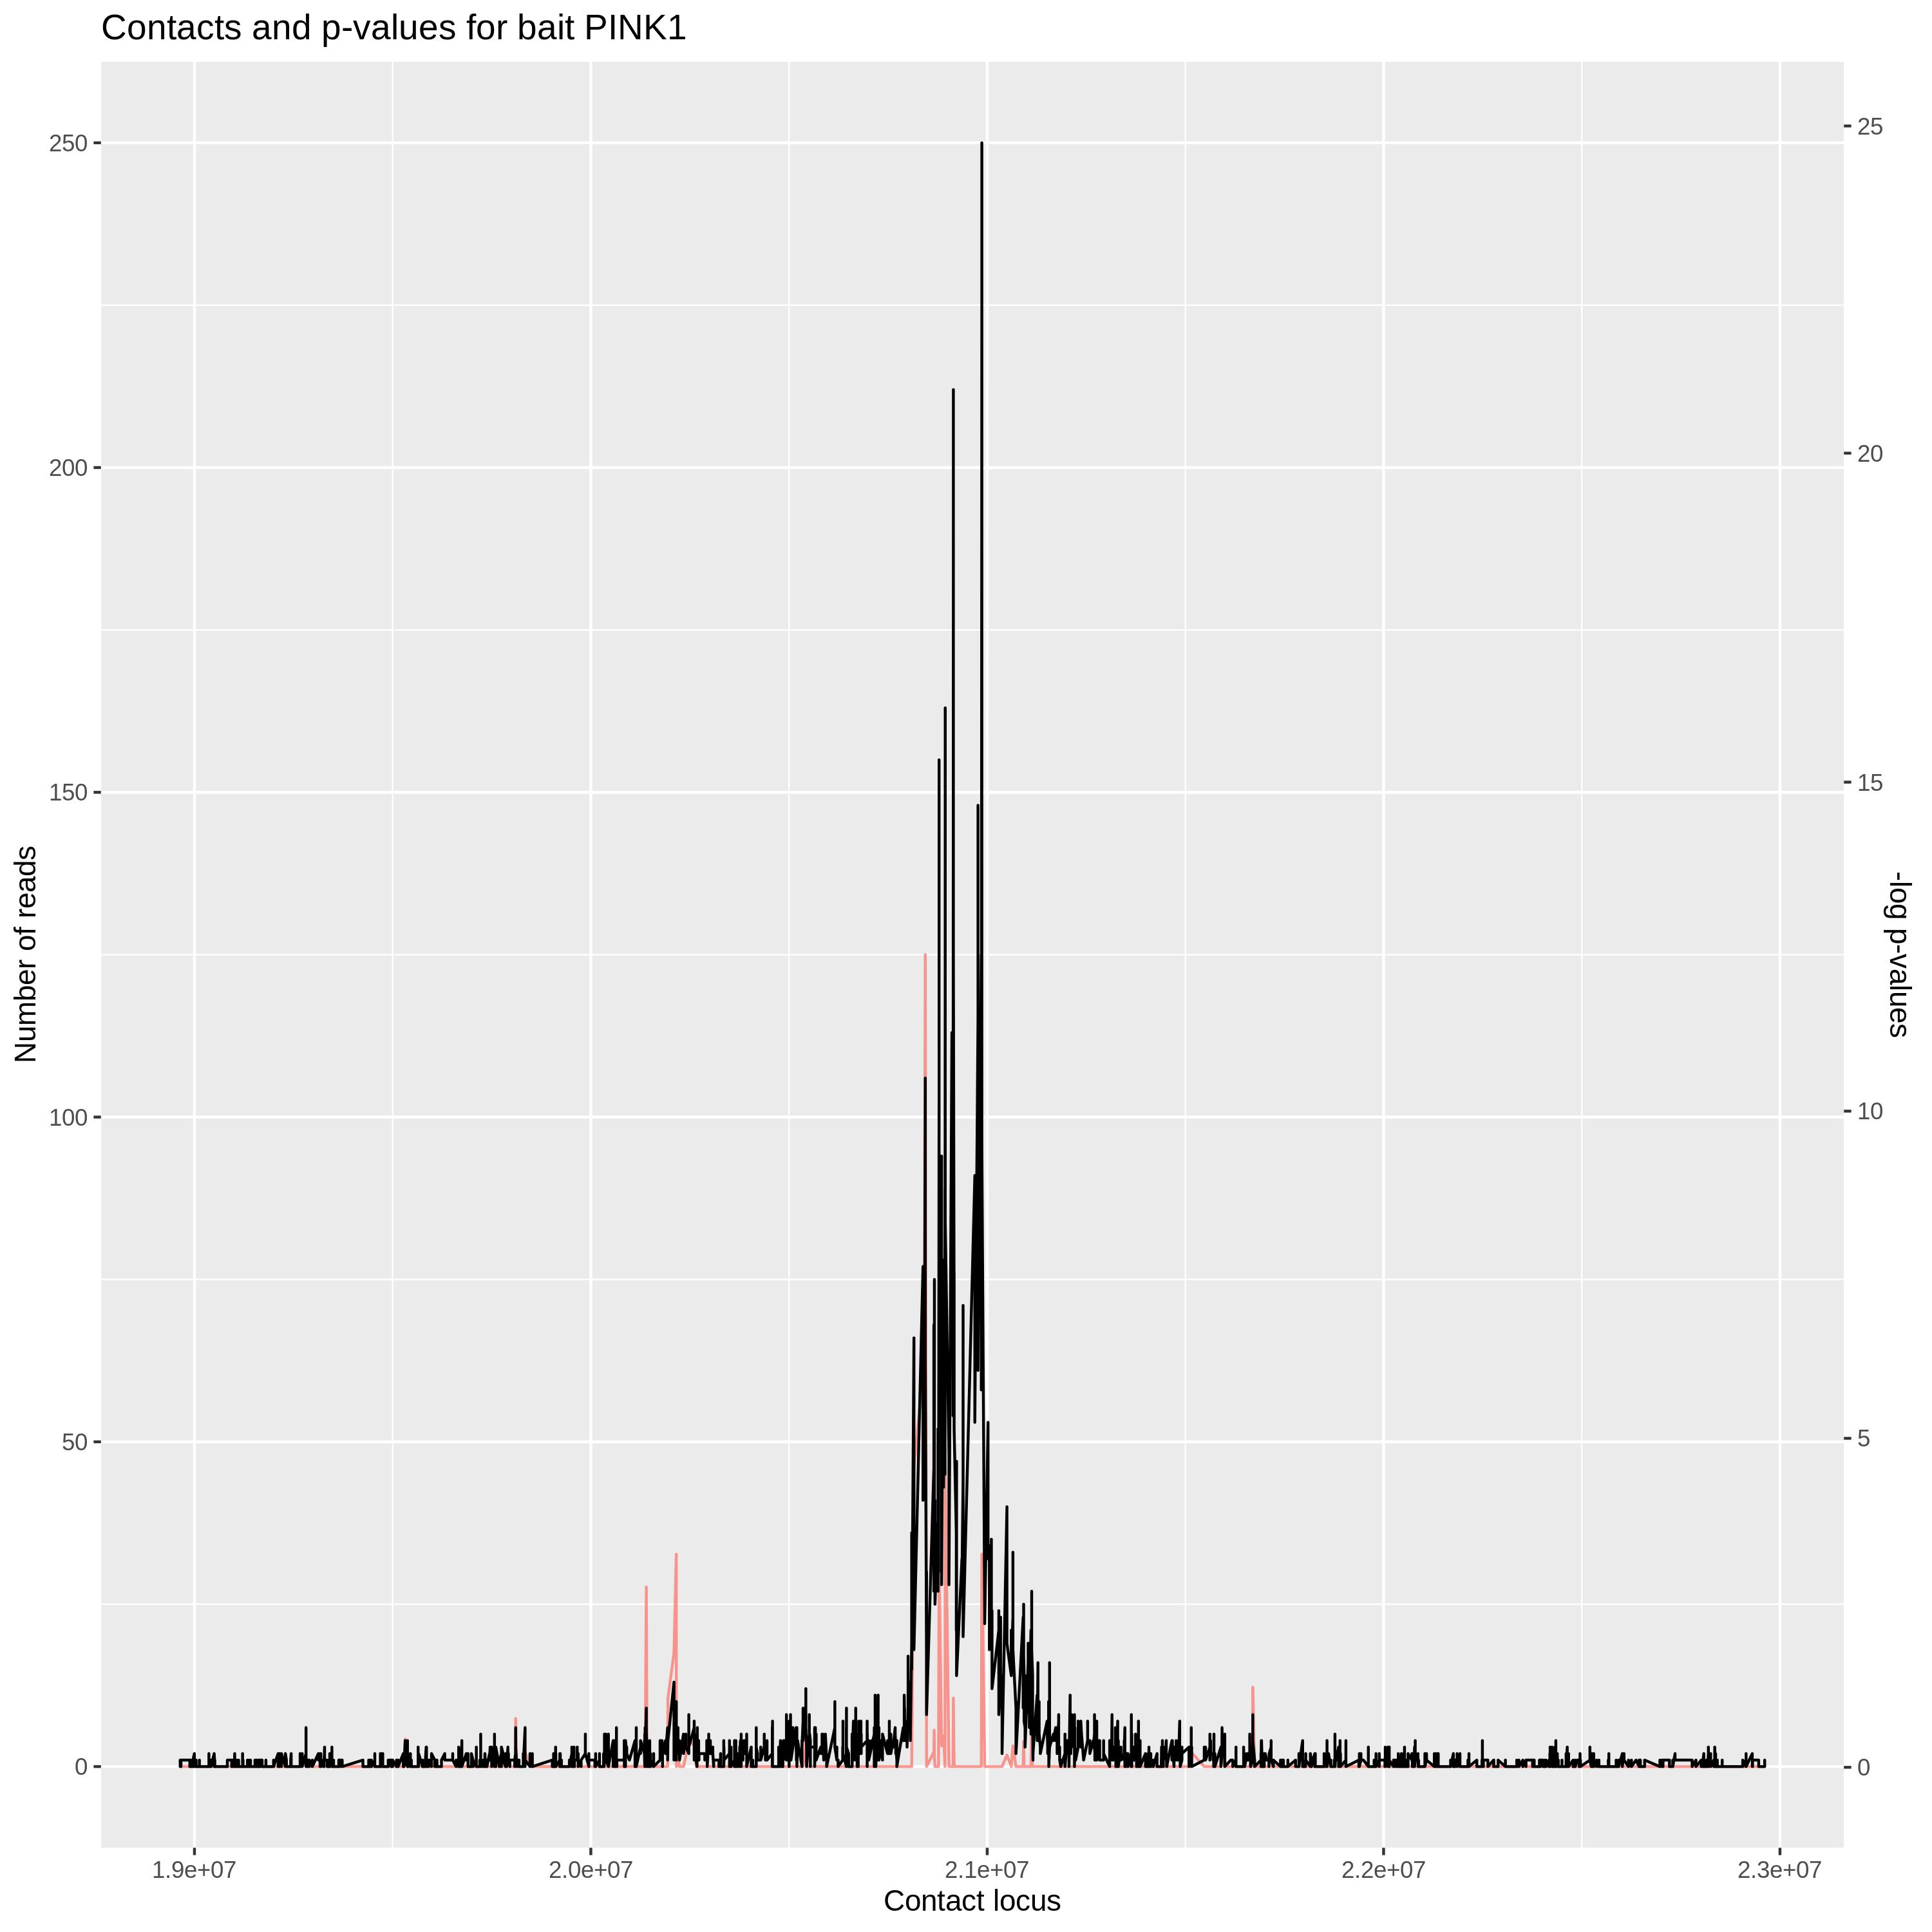 Contacts and p-values for bait PINK1
250
200
150
100
50
0
Number of reads
25
20
15
10
5
0
-log p-values
1.9e+07
2.0e+07
2.1e+07
2.2e+07
2.3e+07
Contact locus